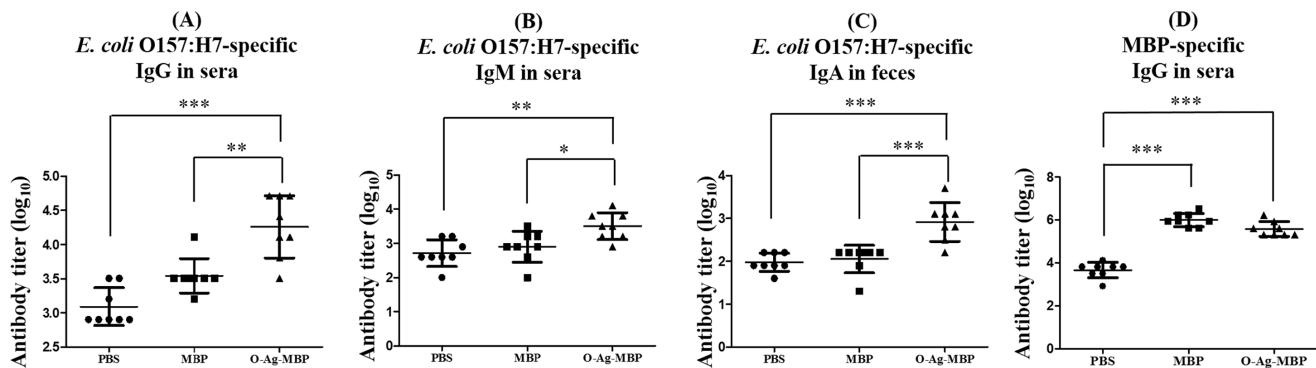 (A)
E. coli O157:H7-specific
IgG in sera
***
**
Antibody titer (log10)
5.0
4.5
4.0
3.5
3.0
2.5
PBS
MBP
O-Ag-MBP
(B)
E. coli O157:H7-specific
IgM in sera
**
*
Antibody titer (log10)
5
4
3
2
1
0
PBS
MBP
O-Ag-MBP
(C)
E. coli O157:H7-specific
IgA in feces
***
***
Antibody titer (log10)
4
3
2
1
0
PBS
MBP
O-Ag-MBP
(D)
MBP-specific
IgG in sera
***
***
Antibody titer (log10)
8
6
4
2
0
PBS
MBP
O-Ag-MBP